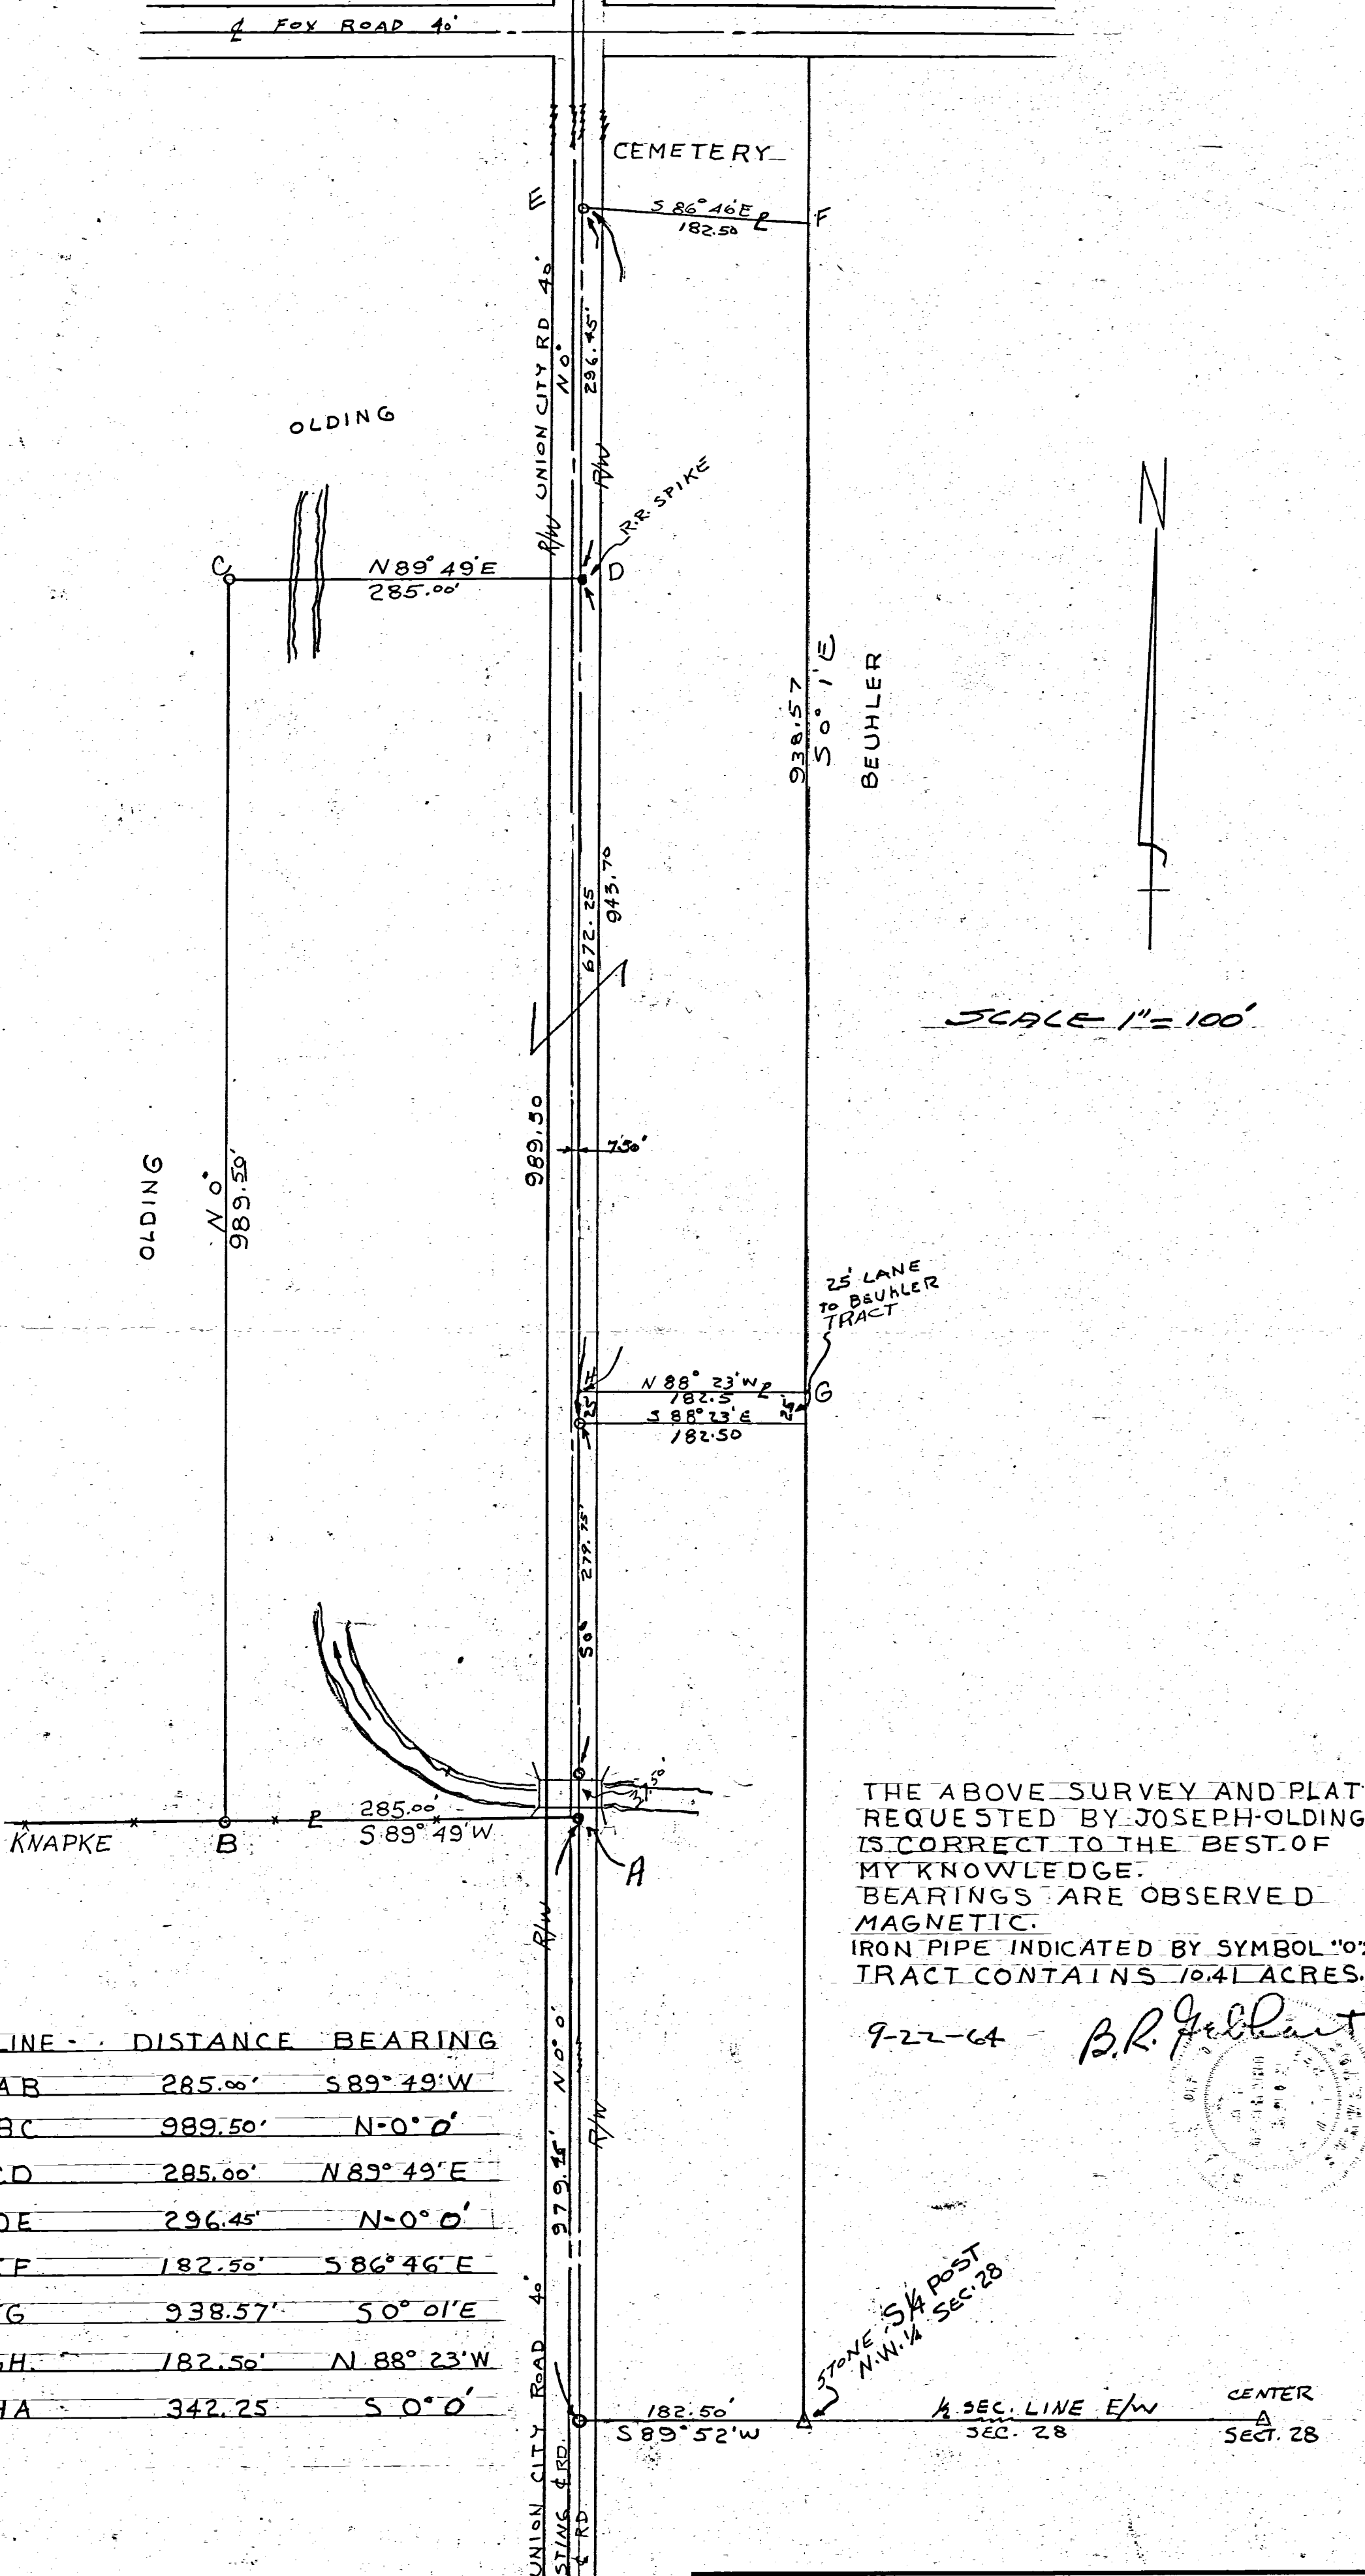 ℄ FOX ROAD 40'
CEMETERY
E
S 86° 46' E ⅊
182.50
F
UNION CITY RD 40'
N 0°
296.45'
OLDING
R/W
R/W
R.R. SPIKE
C
N 89° 49' E
285.00'
D
938.57
S 0° 1' E
BEUHLER
N
672.25
943.70
SCALE 1" = 100'
989.50
7.50'
OLDING
N 0°
989.50'
25' LANE
TO BEUHLER
TRACT
H
N 88° 23' W ⅊
182.5
G
25'
25'
S 88° 23' E
182.50
279.75'
S 0°
285.00'
S 89° 49' W
KNAPKE
B
⅊
A
THE ABOVE SURVEY AND PLAT
REQUESTED BY JOSEPH OLDING
IS CORRECT TO THE BEST OF
MY KNOWLEDGE.
BEARINGS ARE OBSERVED
MAGNETIC.
IRON PIPE INDICATED BY SYMBOL "O"
TRACT CONTAINS 10.41 ACRES.
9-22-64 B.R. Gebhart
R/W
R/W
979.45' N 0° 0'
INE DISTANCE BEARING
AB 285.00' S 89° 49' W
BC 989.50' N-0° 0'
CD 285.00' N 89° 49' E
DE 296.45' N-0° 0'
EF 182.50' S 86° 46' E
G 938.57' S 0° 01' E
GH 182.50' N 88° 23' W
HA 342.25 S 0° 0'
UNION CITY ROAD 40'
STING ℄ RD.
℄ RD
STONE S 1/4 POST
N.W. 1/4 SEC. 28
182.50'
S 89° 52' W
1/2 SEC. LINE E/W
SEC. 28
CENTER
SECT. 28